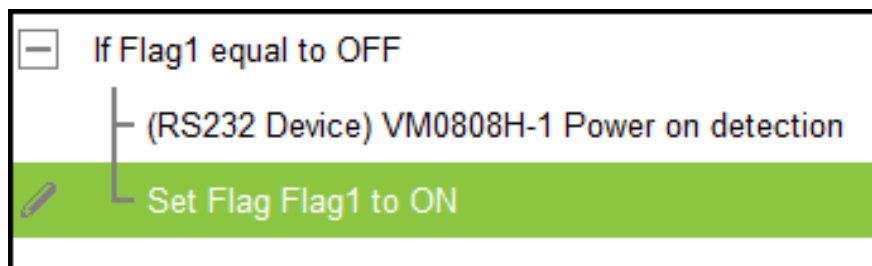 If Flag1 equal to OFF
(RS232 Device) VM0808H-1 Power on detection
Set Flag Flag1 to ON